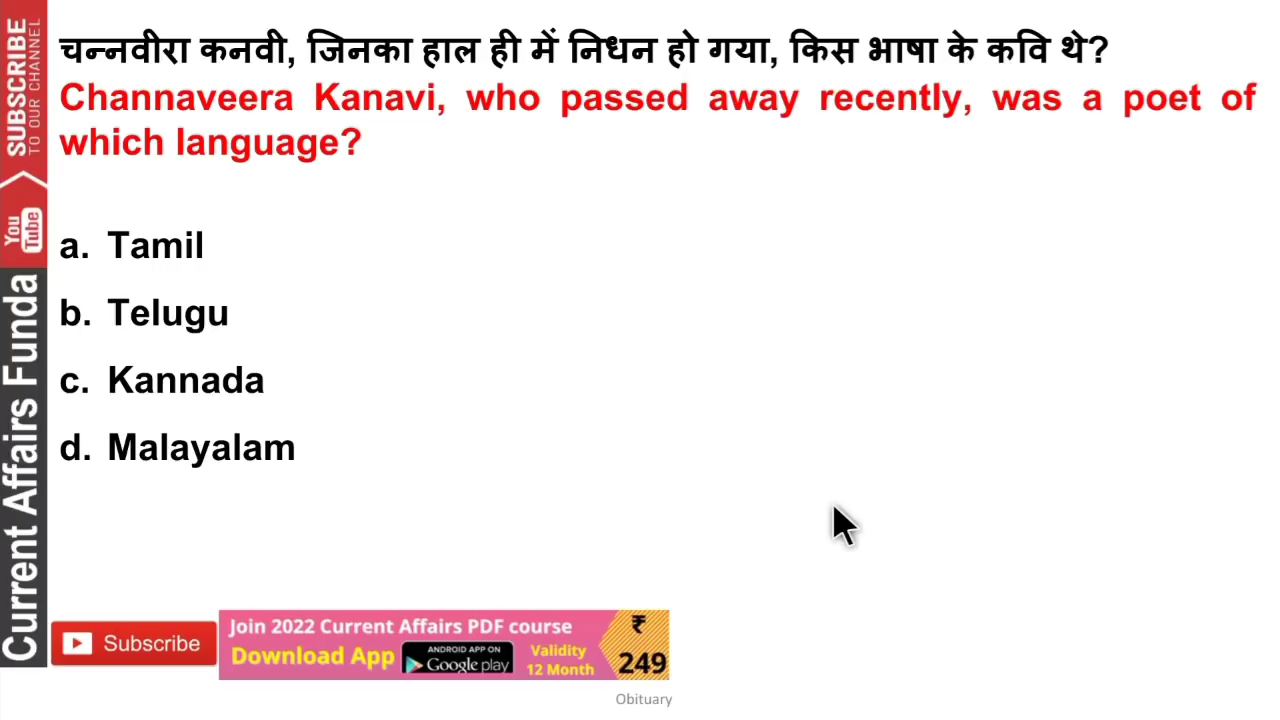 चन्नवीरा कनवी, जिनका हाल ही में निधन हो गया, किस भाषा के कवि थे?
Channaveera Kanavi, who passed away recently, was a poet of
which language?
a. Tamil
b. Telugu
c. Kannada
d. Malayalam
SUBSCRIBE
TO OUR CHANNEL
You
Tube
Current Affairs Funda
Subscribe
Join 2022 Current Affairs PDF course
Download App
ANDROID APP ON
Google play
Validity
12 Month
₹
249
Obituary